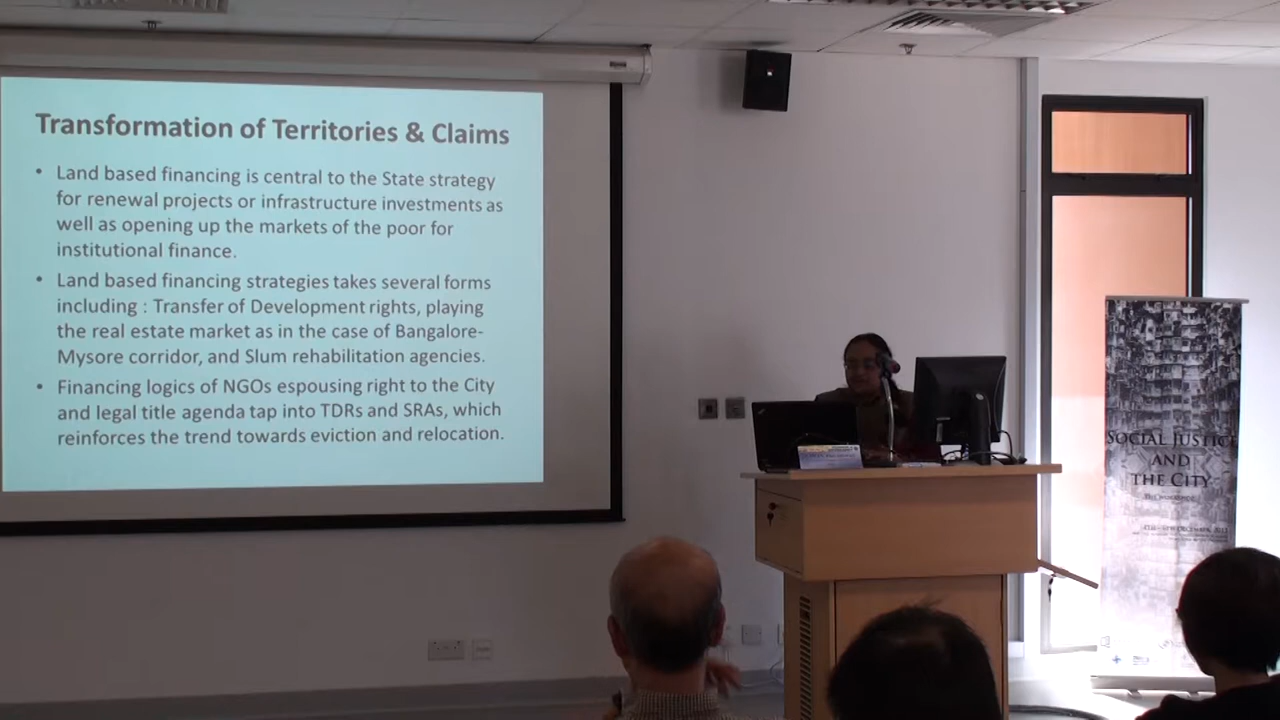 Transformation of Territories & Claims
• Land based financing is central to the State strategy
for renewal projects or infrastructure investments as
well as opening up the markets of the poor for
institutional finance.
• Land based financing strategies takes several forms
including : Transfer of Development rights, playing
the real estate market as in the case of Bangalore-
Mysore corridor, and Slum rehabilitation agencies.
• Financing logics of NGOs espousing right to the City
and legal title agenda tap into TDRs and SRAs, which
reinforces the trend towards eviction and relocation.
SOCIAL JUSTICE
AND
THE CITY